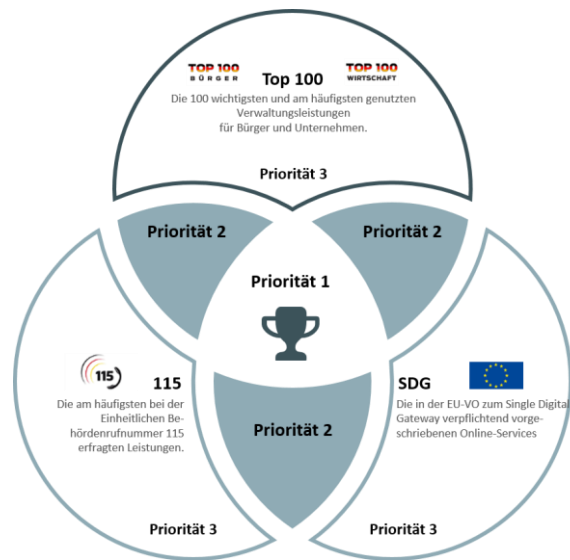 TOP 100
BÜRGER
Top 100
TOP 100
WIRTSCHAFT
Die 100 wichtigsten und am häufigsten genutzten
Verwaltungsleistungen
für Bürger und Unternehmen.
Priorität 3
Priorität 2
Priorität 2
Priorität 1
115
115
Die am häufigsten bei der
Einheitlichen Be-
hördenrufnummer 115
erfragten Leistungen.
SDG
Die in der EU-VO zum Single Digital
Gateway verpflichtend vorge-
schriebenen Online-Services
Priorität 2
Priorität 3
Priorität 3